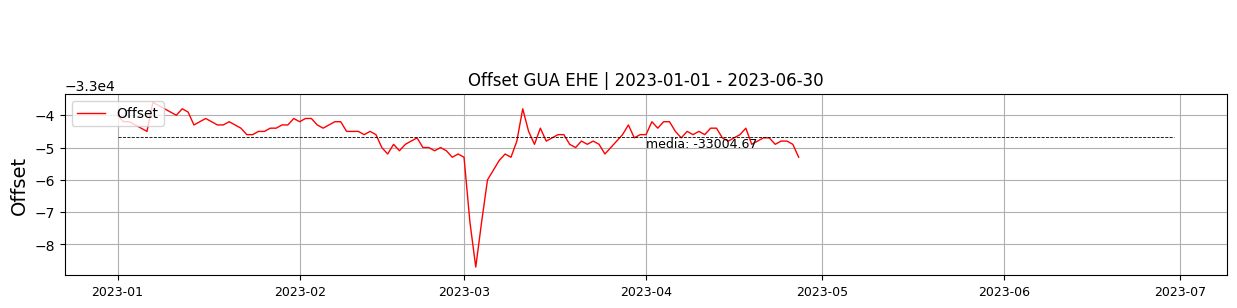 Offset GUA EHE | 2023-01-01 - 2023-06-30
−3.3e4
Offset
−4
−5
−6
−7
−8
Offset
media: -33004.67
2023-01 2023-02 2023-03 2023-04 2023-05 2023-06 2023-07